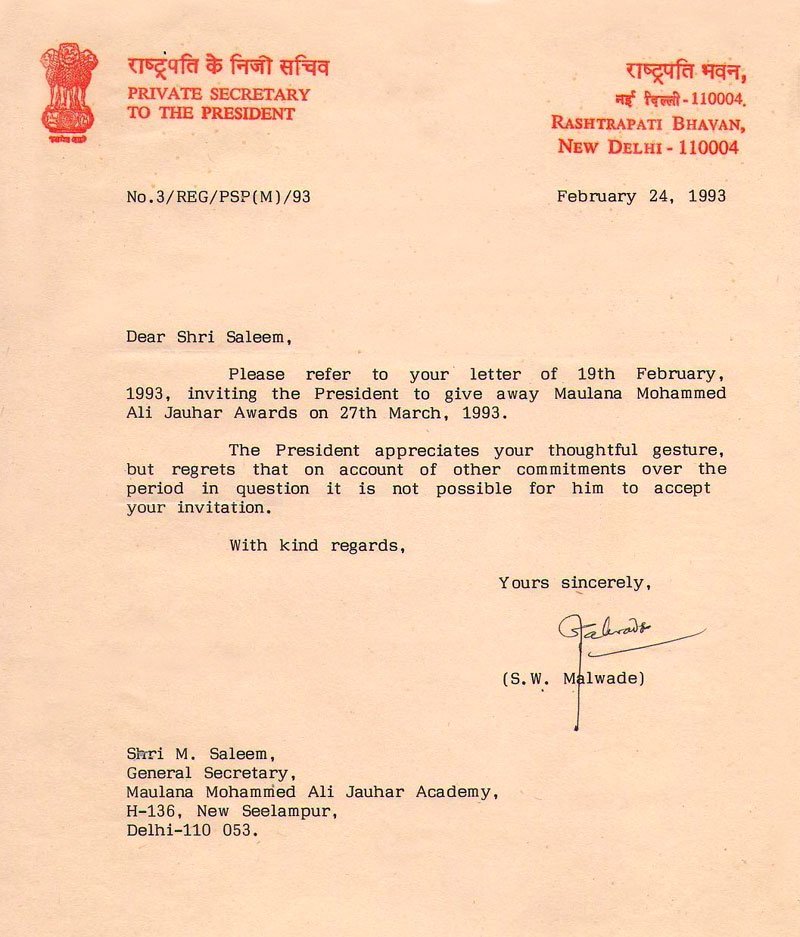 राष्ट्रपति के निजी सचिव
PRIVATE SECRETARY
TO THE PRESIDENT
राष्ट्रपति भवन,
नई दिल्ली - 110004.
RASHTRAPATI BHAVAN,
NEW DELHI - 110004
No.3/REG/PSP(M)/93
February 24, 1993
Dear Shri Saleem,
Please refer to your letter of 19th February,
1993, inviting the President to give away Maulana Mohammed
Ali Jauhar Awards on 27th March, 1993.
The President appreciates your thoughtful gesture,
but regrets that on account of other commitments over the
period in question it is not possible for him to accept
your invitation.
With kind regards,
Yours sincerely,
(S.W. Malwade)
Shri M. Saleem,
General Secretary,
Maulana Mohammed Ali Jauhar Academy,
H-136, New Seelampur,
Delhi-110 053.